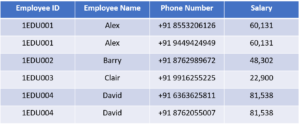 Employee ID Employee Name Phone Number Salary
1EDU001 Alex +91 8553206126 60,131
1EDU001 Alex +91 9449424949 60,131
1EDU002 Barry +91 8762989672 48,302
1EDU003 Clair +91 9916255225 22,900
1EDU004 David +91 6363625811 81,538
1EDU004 David +91 8762055007 81,538